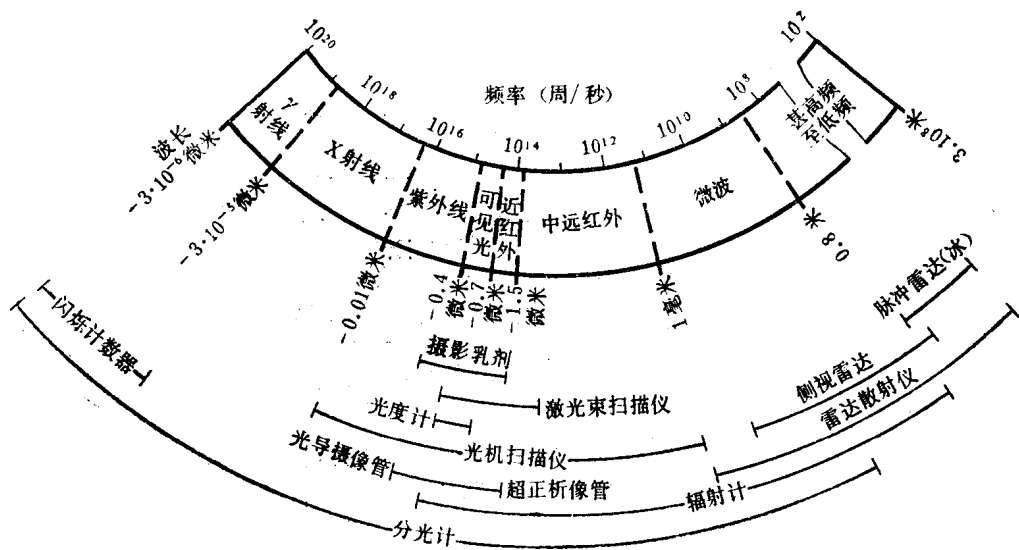 频率（周/秒）
10²⁰
10¹⁸
10¹⁶
10¹⁴
10¹²
10¹⁰
10⁸
10²
波长
γ
射线
X射线
紫外线
可见光
近红外
中远红外
微波
甚高频
至低频
3·10⁻⁶微米
3·10⁻⁵微米
0.01微米
0.4
微米
0.7
微米
1.5
微米
1毫米
0.8米
3·10⁸米
闪烁计数器
摄影乳剂
脉冲雷达(冰)
激光束扫描仪
侧视雷达
光度计
雷达散射仪
光机扫描仪
光导摄像管
超正析像管
辐射计
分光计